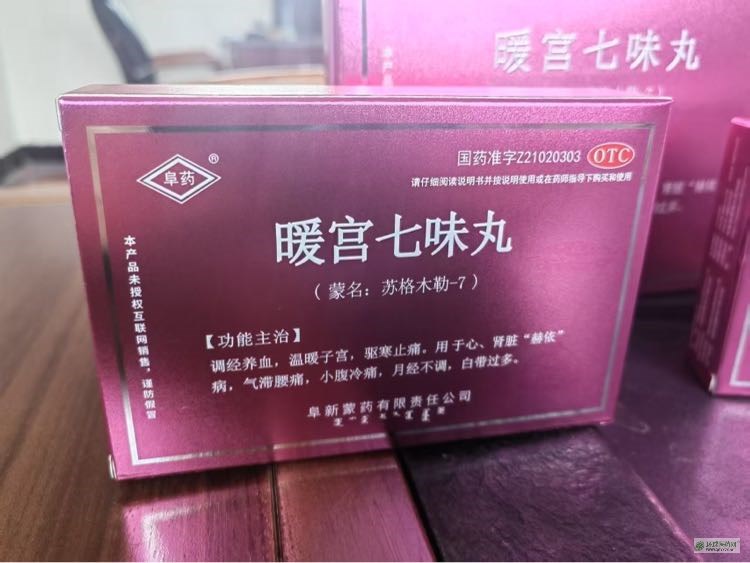 阜药®
国药准字Z21020303 OTC
请仔细阅读说明书并按说明使用或在药师指导下购买和使用
暖宫七味丸
(蒙名：苏格木勒-7)
【功能主治】
调经养血，温暖子宫，驱寒止痛。用于心、肾脏“赫依”
病，气滞腰痛，小腹冷痛，月经不调，白带过多。
阜新蒙药有限责任公司
本产品未授权互联网销售，谨防假冒
暖宫七味丸